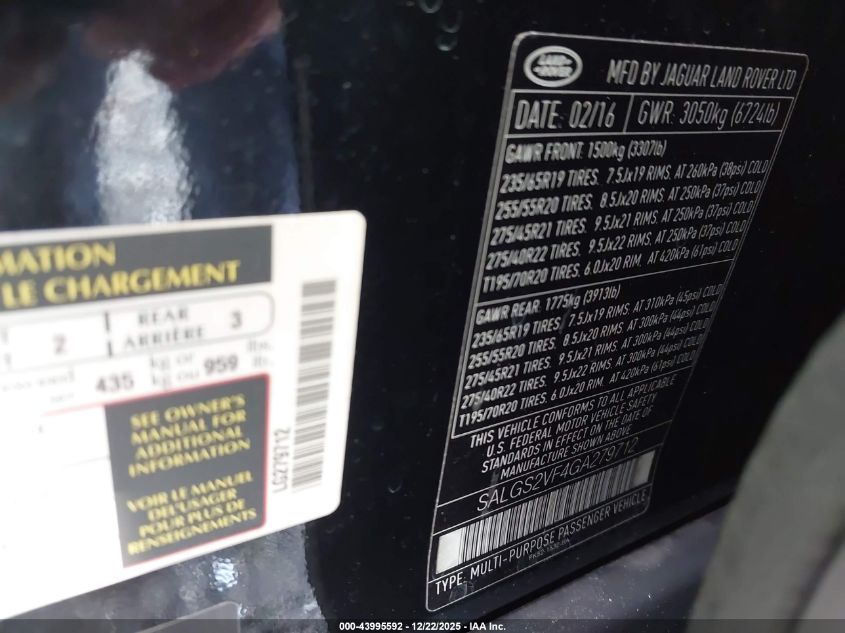 MATION
LE CHARGEMENT
2
REAR
ARRIÈRE
3
435
kg or
kg ou
959
lbs.
lb.
SEE OWNER'S
MANUAL FOR
ADDITIONAL
INFORMATION
VOIR LE MANUEL
DE L'USAGER
POUR PLUS DE
RENSEIGNEMENTS
LG279712
LAND
ROVER
MFD BY JAGUAR LAND ROVER LTD
DATE: 02/16 GWR: 3050kg (6724lb)
GAWR FRONT: 1500kg (3307lb)
235/65R19 TIRES. 7.5Jx19 RIMS. AT 260kPa (38psi) COLD
255/55R20 TIRES. 8.5Jx20 RIMS. AT 250kPa (37psi) COLD
275/45R21 TIRES. 9.5Jx21 RIMS. AT 250kPa (37psi) COLD
275/40R22 TIRES. 9.5Jx22 RIMS. AT 250kPa (37psi) COLD
T195/70R20 TIRES. 6.0Jx20 RIM. AT 420kPa (61psi) COLD
GAWR REAR: 1775kg (3913lb)
235/65R19 TIRES. 7.5Jx19 RIMS. AT 310kPa (45psi) COLD
255/55R20 TIRES. 8.5Jx20 RIMS. AT 300kPa (44psi) COLD
275/45R21 TIRES. 9.5Jx21 RIMS. AT 300kPa (44psi) COLD
275/40R22 TIRES. 9.5Jx22 RIMS. AT 300kPa (44psi) COLD
T195/70R20 TIRES. 6.0Jx20 RIM. AT 420kPa (61psi) COLD
THIS VEHICLE CONFORMS TO ALL APPLICABLE
U.S. FEDERAL MOTOR VEHICLE SAFETY
STANDARDS IN EFFECT ON THE DATE OF
MANUFACTURE SHOWN ABOVE.
SALGS2VF4GA279712
TYPE: MULTI-PURPOSE PASSENGER VEHICLE
000-43995592 - 12/22/2025 - IAA Inc.